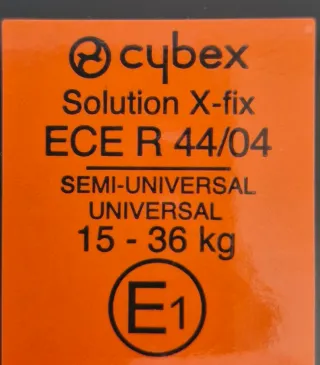 cybex
Solution X-fix
ECE R 44/04
SEMI-UNIVERSAL
UNIVERSAL
15 - 36 kg
E1